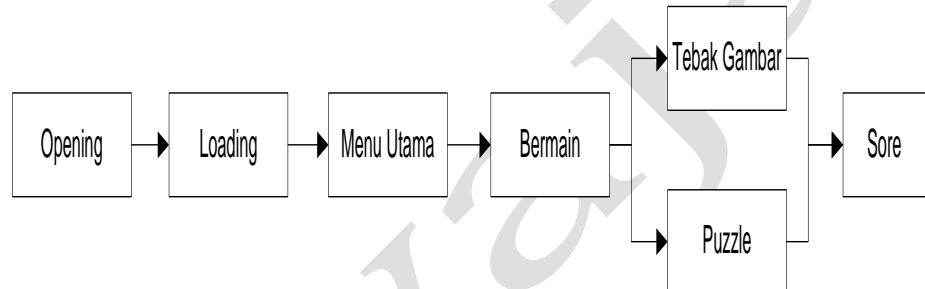 Opening
Loading
Menu Utama
Bermain
Tebak Gambar
Puzzle
Sore